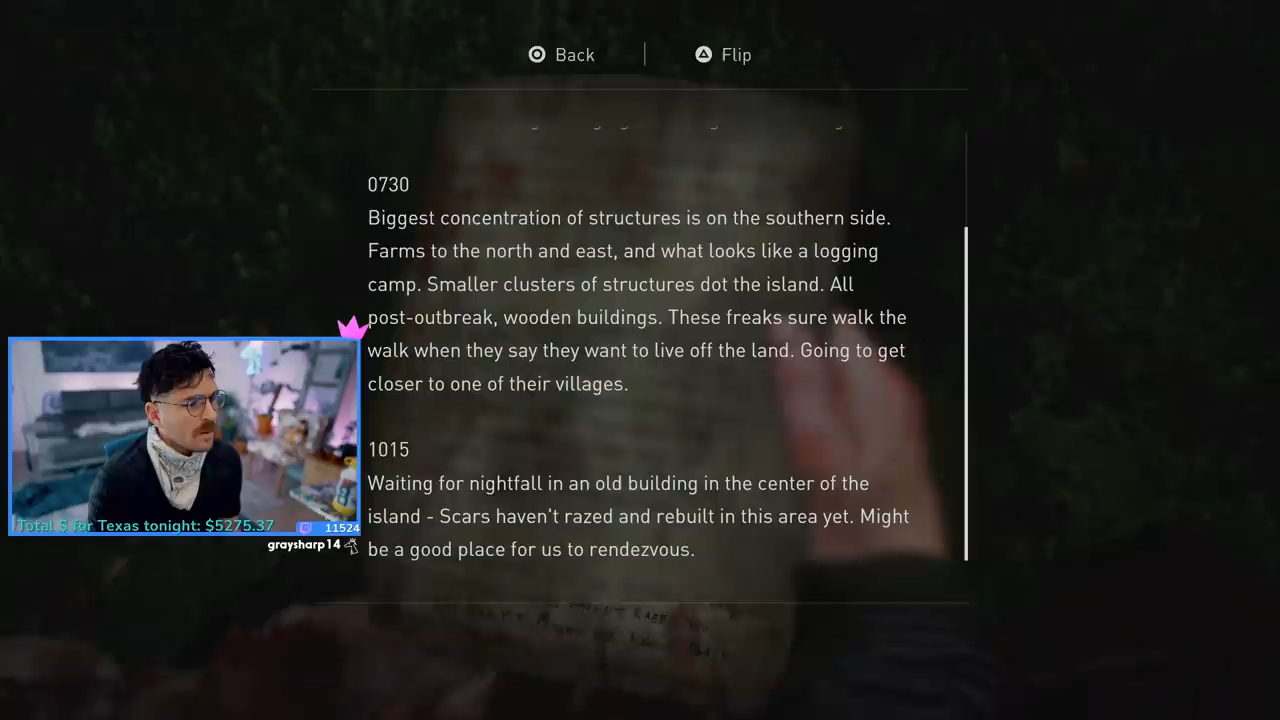 Back
Flip
0730
Biggest concentration of structures is on the southern side.
Farms to the north and east, and what looks like a logging
camp. Smaller clusters of structures dot the island. All
post-outbreak, wooden buildings. These freaks sure walk the
walk when they say they want to live off the land. Going to get
closer to one of their villages.
1015
Waiting for nightfall in an old building in the center of the
island - Scars haven't razed and rebuilt in this area yet. Might
be a good place for us to rendezvous.
Total $ for Texas tonight: $5275.37
11524
graysharp14